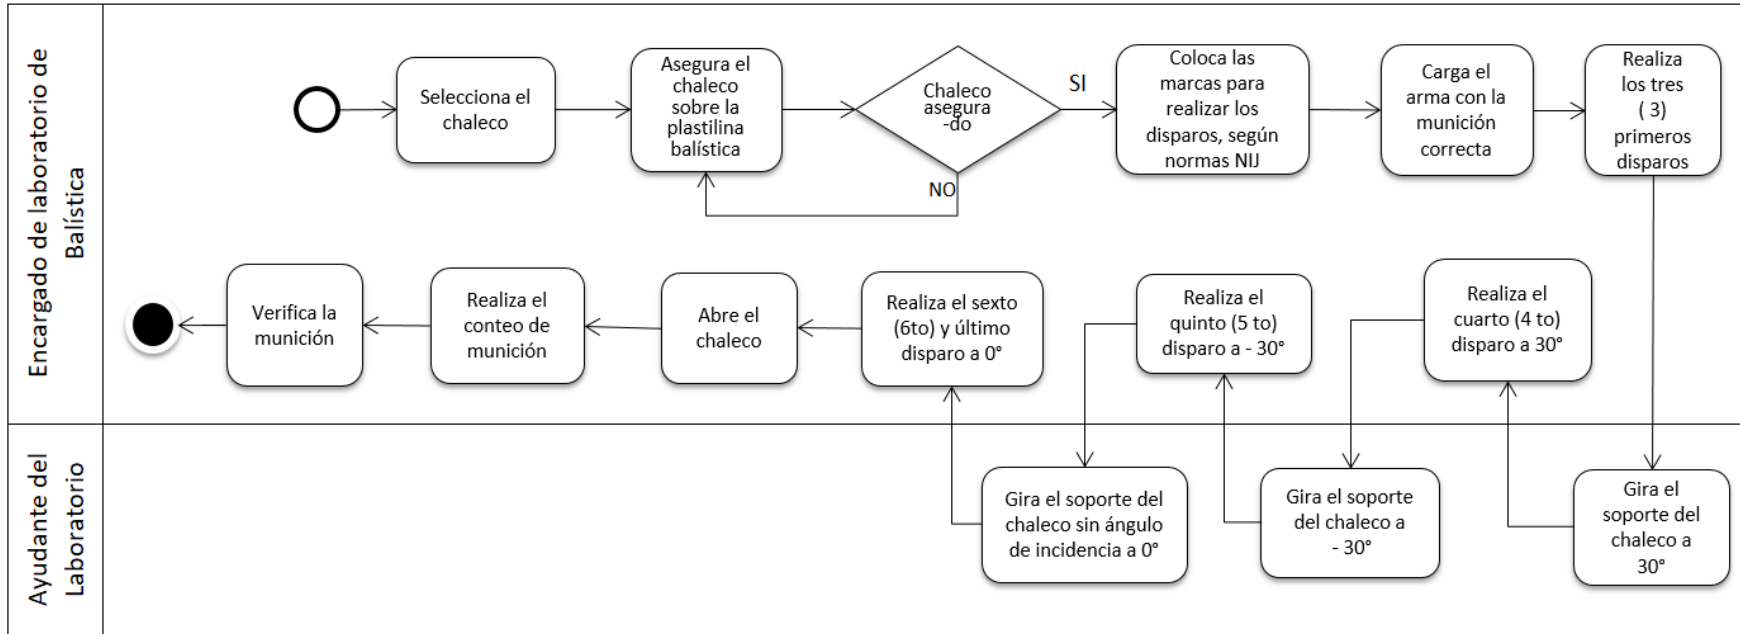 Encargado de laboratorio de
Balística
Selecciona el
chaleco
Asegura el
chaleco
sobre la
plastilina
balística
Chaleco
asegura
-do
SI
NO
Coloca las
marcas para
realizar los
disparos, según
normas NIJ
Carga el
arma con la
munición
correcta
Realiza
los tres
( 3)
primeros
disparos
Verifica la
munición
Realiza el
conteo de
munición
Abre el
chaleco
Realiza el sexto
(6to) y último
disparo a 0°
Realiza el
quinto (5 to)
disparo a - 30°
Realiza el
cuarto (4 to)
disparo a 30°
Ayudante del
Laboratorio
Gira el soporte del
chaleco sin ángulo
de incidencia a 0°
Gira el soporte
del chaleco a
- 30°
Gira el
soporte del
chaleco a
30°